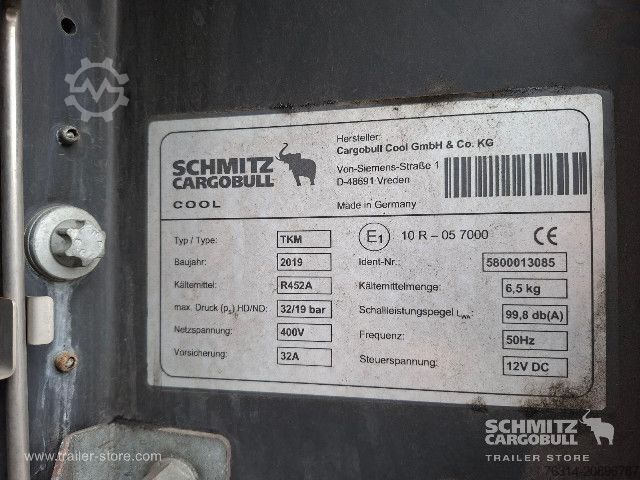 SCHMITZ
CARGOBULL
COOL
Hersteller:
Cargobull Cool GmbH & Co. KG
Von-Siemens-Straße 1
D-48691 Vreden
Made in Germany
Typ / Type: TKM
E1 10 R - 05 7000 CE
Baujahr: 2019
Ident-Nr.: 5800013085
Kältemittel: R452A
Kältemittelmenge: 6,5 kg
max. Druck (ps) HD/ND: 32/19 bar
Schallleistungspegel LWA: 99,8 db(A)
Netzspannung: 400V
Frequenz: 50Hz
Vorsicherung: 32A
Steuerspannung: 12V DC
SCHMITZ
CARGOBULL
TRAILER STORE
www.trailer-store.com